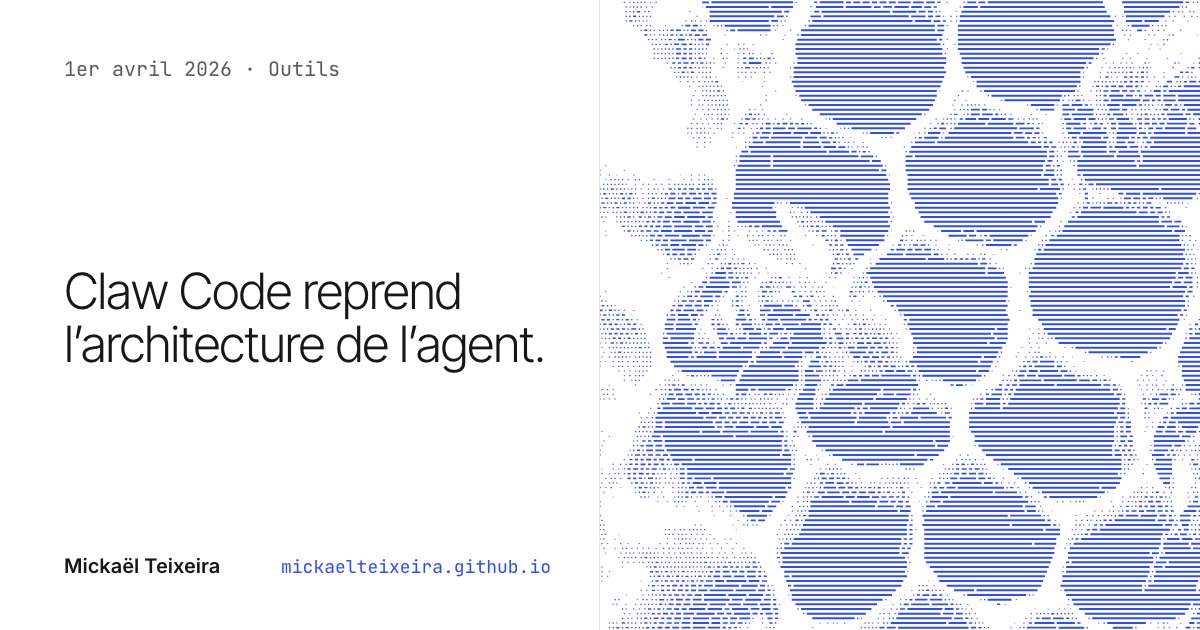 1er avril 2026 · Outils
Claw Code reprend
l’architecture de l’agent.
Mickaël Teixeira
mickaelteixeira.github.io